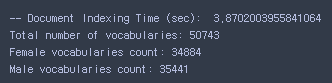 -- Document Indexing Time (sec):  3,8702003955841064
Total number of vocabularies: 50743
Female vocabularies count: 34884
Male vocabularies count: 35441